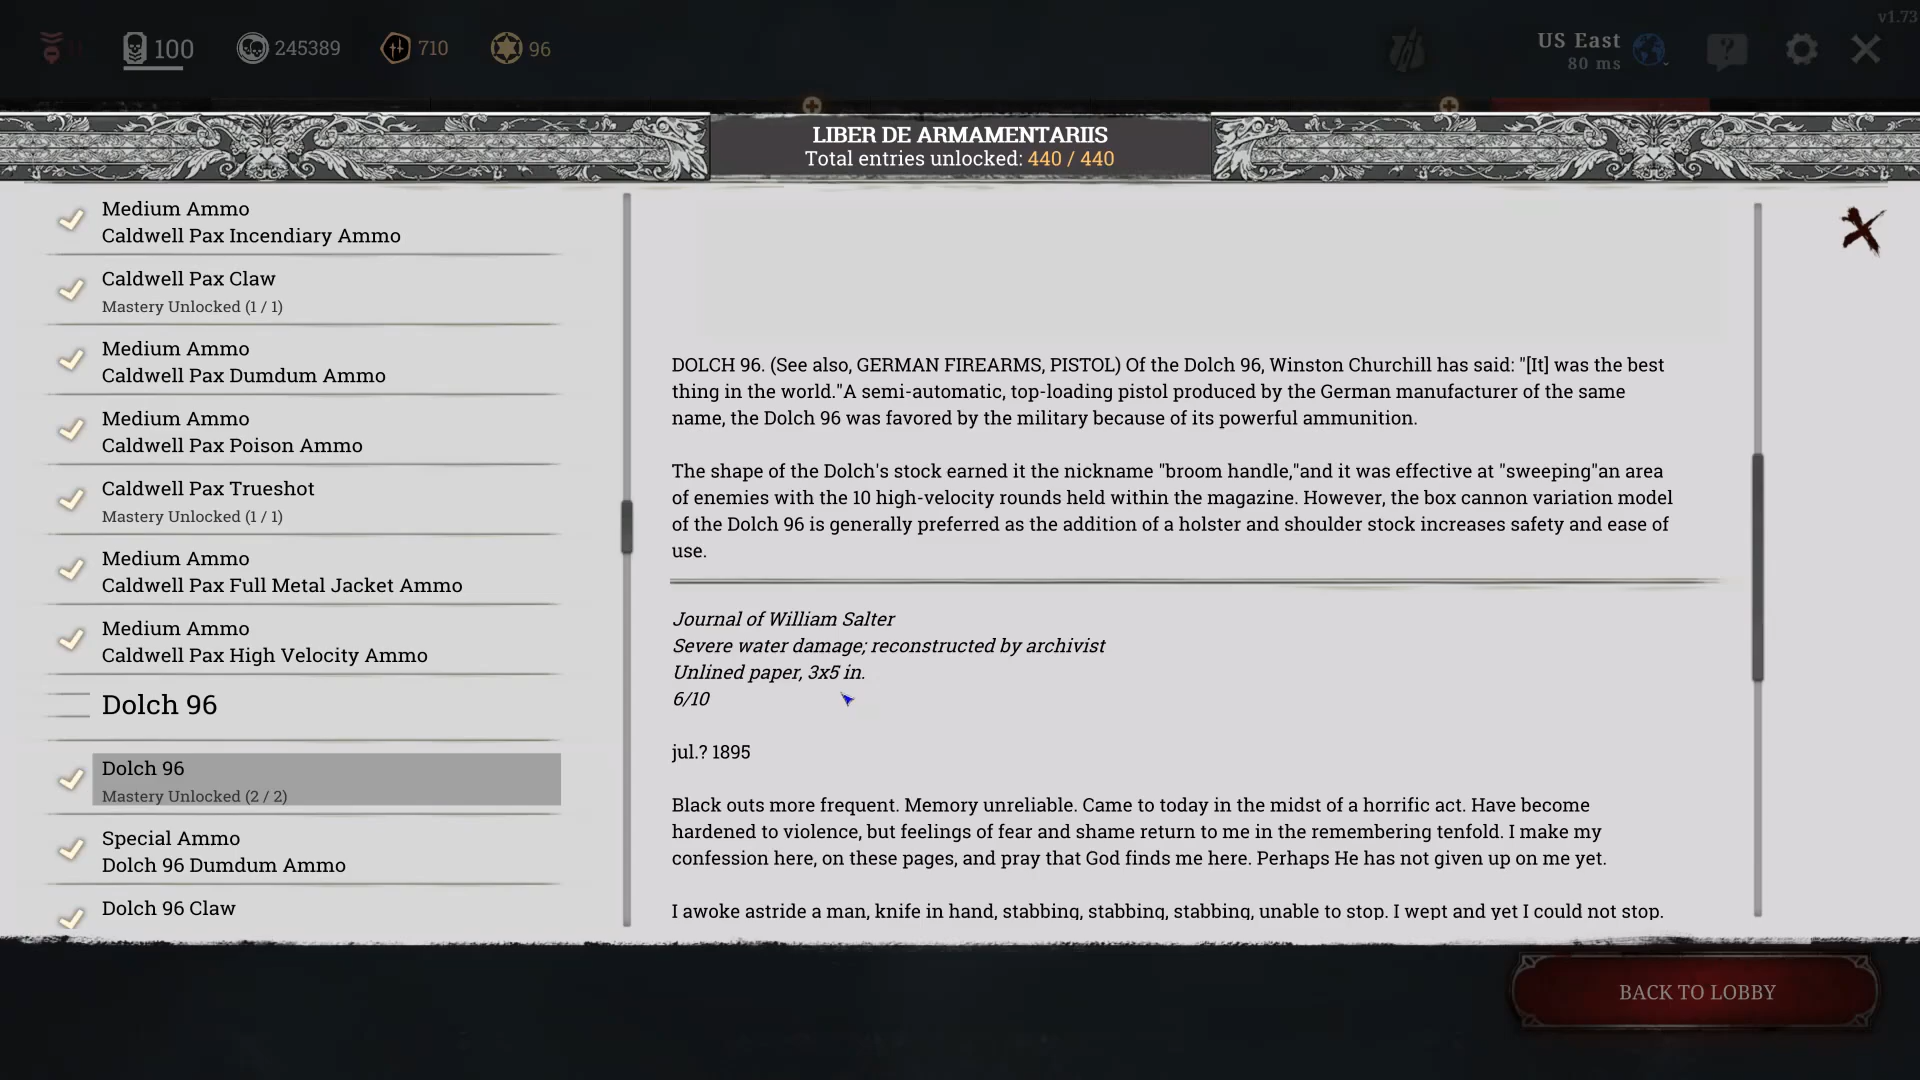 v1.73
100
245389
710
96
US East
80 ms
LIBER DE ARMAMENTARIIS
Total entries unlocked: 440 / 440
Medium Ammo
Caldwell Pax Incendiary Ammo
Caldwell Pax Claw
Mastery Unlocked (1 / 1)
Medium Ammo
Caldwell Pax Dumdum Ammo
Medium Ammo
Caldwell Pax Poison Ammo
Caldwell Pax Trueshot
Mastery Unlocked (1 / 1)
Medium Ammo
Caldwell Pax Full Metal Jacket Ammo
Medium Ammo
Caldwell Pax High Velocity Ammo
Dolch 96
Dolch 96
Mastery Unlocked (2 / 2)
Special Ammo
Dolch 96 Dumdum Ammo
Dolch 96 Claw
DOLCH 96. (See also, GERMAN FIREARMS, PISTOL) Of the Dolch 96, Winston Churchill has said: "[It] was the best
thing in the world."A semi-automatic, top-loading pistol produced by the German manufacturer of the same
name, the Dolch 96 was favored by the military because of its powerful ammunition.
The shape of the Dolch's stock earned it the nickname "broom handle,"and it was effective at "sweeping"an area
of enemies with the 10 high-velocity rounds held within the magazine. However, the box cannon variation model
of the Dolch 96 is generally preferred as the addition of a holster and shoulder stock increases safety and ease of
use.
Journal of William Salter
Severe water damage; reconstructed by archivist
Unlined paper, 3x5 in.
6/10
jul.? 1895
Black outs more frequent. Memory unreliable. Came to today in the midst of a horrific act. Have become
hardened to violence, but feelings of fear and shame return to me in the remembering tenfold. I make my
confession here, on these pages, and pray that God finds me here. Perhaps He has not given up on me yet.
I awoke astride a man, knife in hand, stabbing, stabbing, stabbing, unable to stop. I wept and yet I could not stop.
BACK TO LOBBY